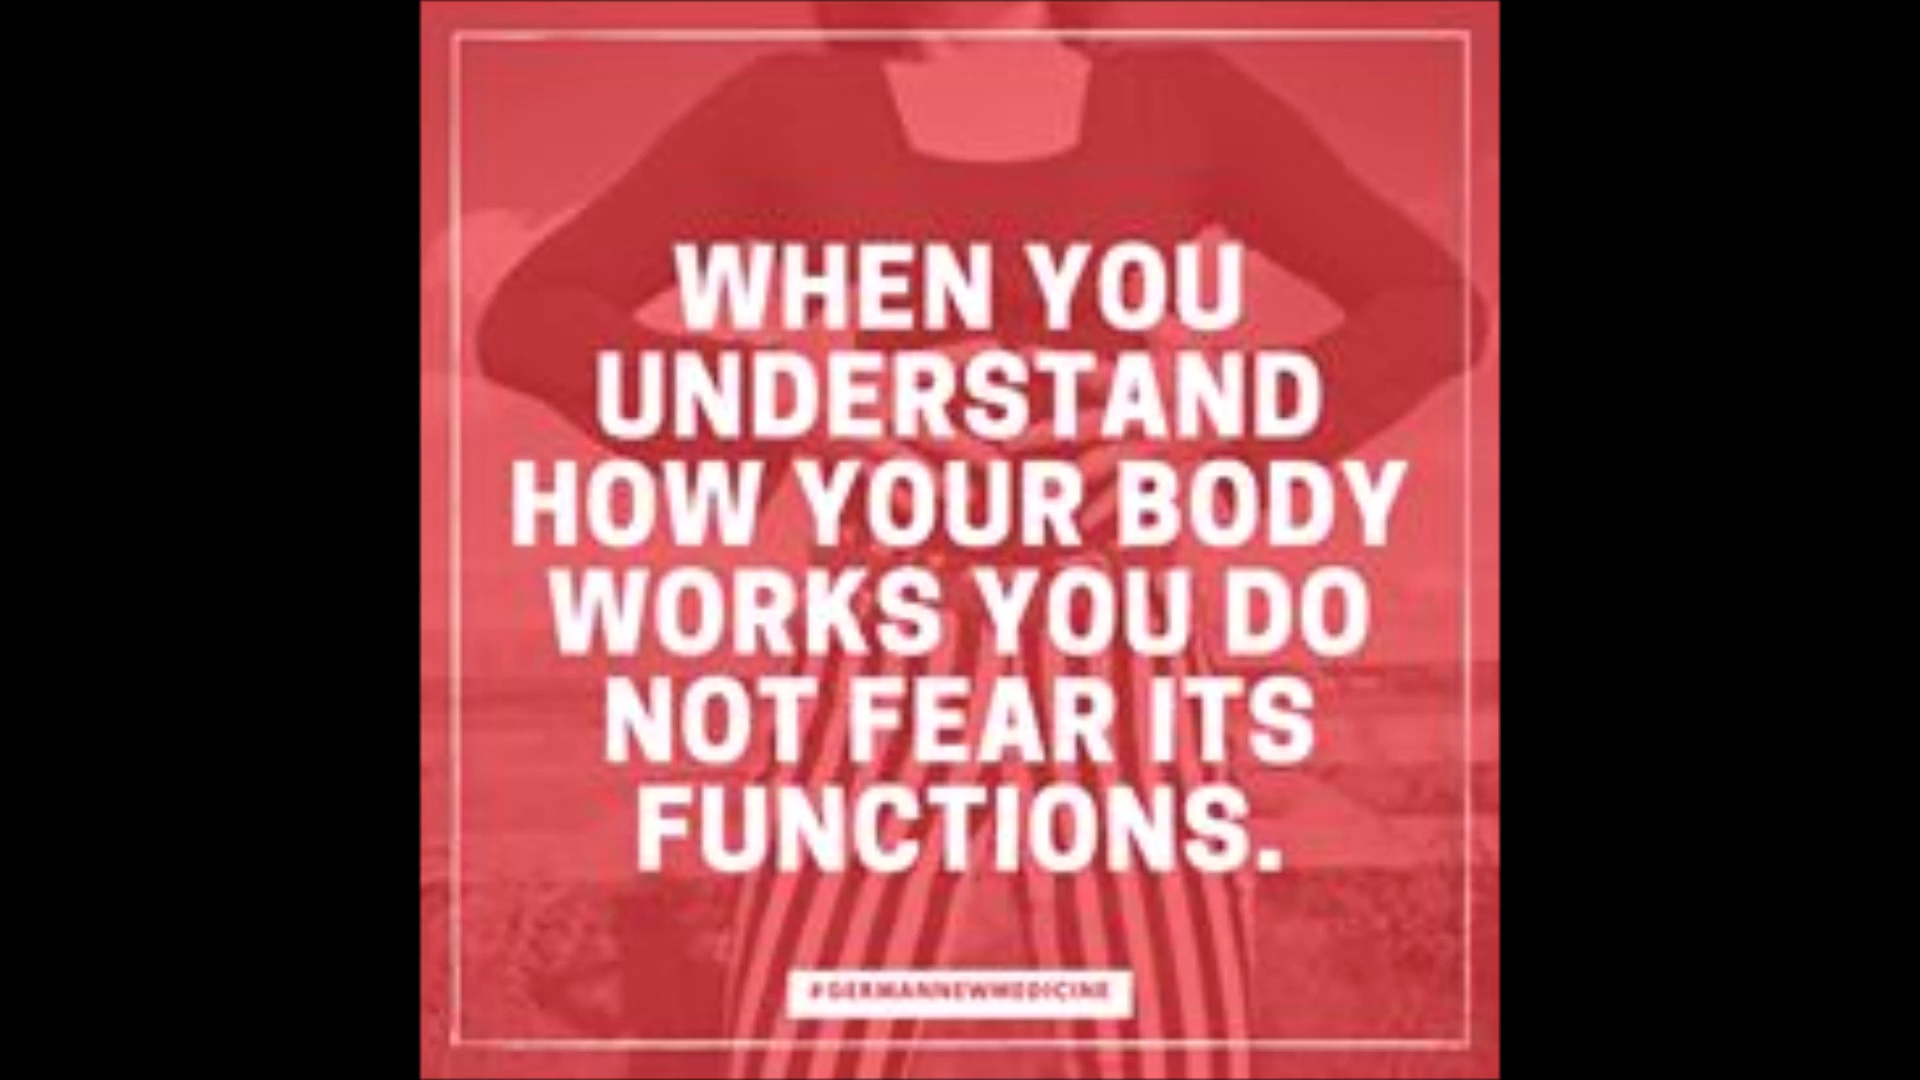 WHEN YOU
UNDERSTAND
HOW YOUR BODY
WORKS YOU DO
NOT FEAR ITS
FUNCTIONS.
#GERMANNEWMEDICINE